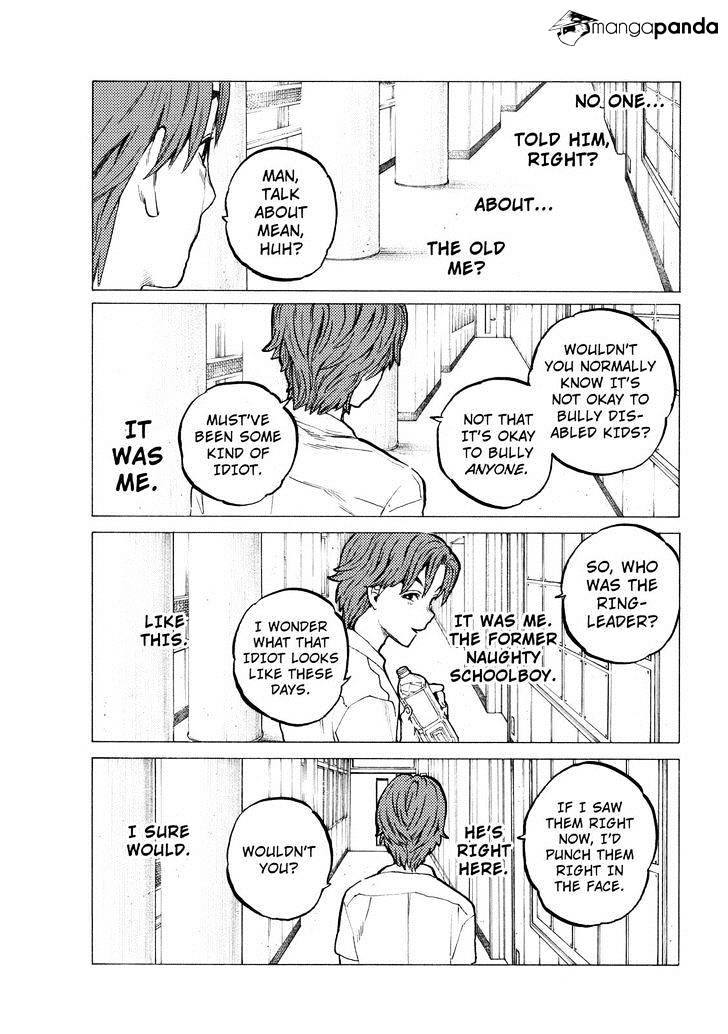 mangapanda
NO ONE...
TOLD HIM,
RIGHT?
ABOUT...
THE OLD
ME?
MAN,
TALK
ABOUT
MEAN,
HUH?
WOULDN'T
YOU NORMALLY
KNOW IT'S
NOT OKAY TO
BULLY DIS-
ABLED KIDS?
NOT THAT
IT'S OKAY
TO BULLY
ANYONE.
MUST'VE
BEEN SOME
KIND OF
IDIOT.
IT
WAS
ME.
SO, WHO
WAS THE
RING-
LEADER?
IT WAS ME.
THE FORMER
NAUGHTY
SCHOOLBOY.
I WONDER
WHAT THAT
IDIOT LOOKS
LIKE THESE
DAYS.
LIKE
THIS.
IF I SAW
THEM RIGHT
NOW, I'D
PUNCH THEM
IN THE FACE.
HE'S
RIGHT
HERE.
WOULDN'T
YOU?
I SURE
WOULD.